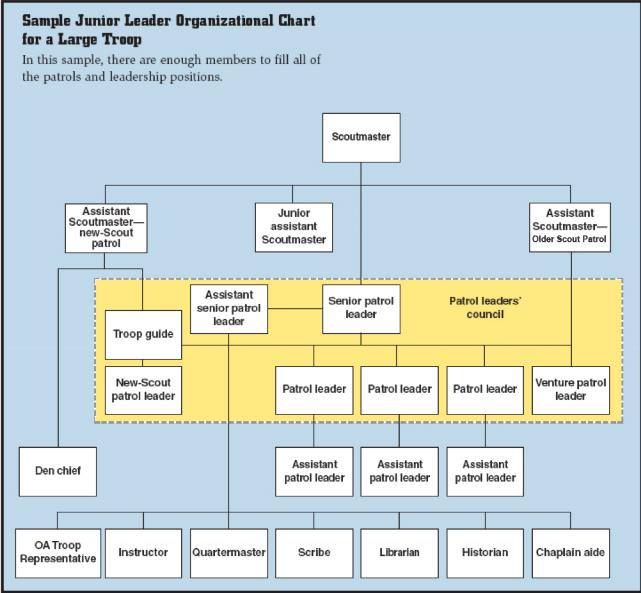 Sample Junior Leader Organizational Chart
for a Large Troop
In this sample, there are enough members to fill all of
the patrols and leadership positions.
Scoutmaster
Assistant
Scoutmaster—
new-Scout
patrol
Junior
assistant
Scoutmaster
Assistant
Scoutmaster—
Older Scout Patrol
Assistant
senior patrol
leader
Senior patrol
leader
Patrol leaders'
council
Troop guide
New-Scout
patrol leader
Patrol leader
Patrol leader
Patrol leader
Venture patrol
leader
Den chief
Assistant
patrol leader
Assistant
patrol leader
Assistant
patrol leader
OA Troop
Representative
Instructor
Quartermaster
Scribe
Librarian
Historian
Chaplain aide